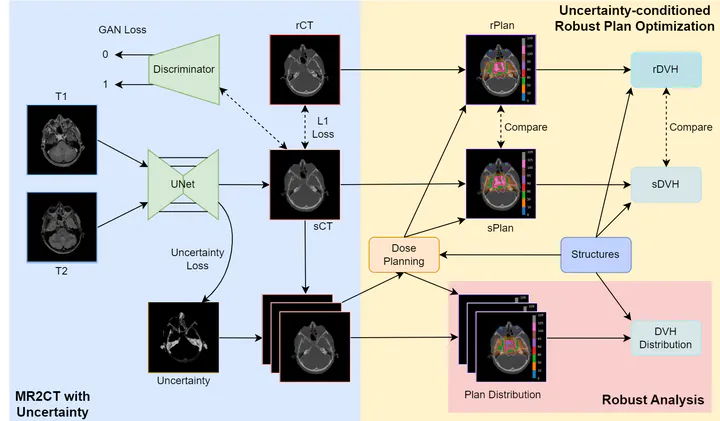 Uncertainty-conditioned
Robust Plan Optimization
GAN Loss
0
1
Discriminator
rCT
rPlan
rDVH
T1
L1
Loss
Compare
Compare
UNet
sCT
sPlan
sDVH
T2
Uncertainty
Loss
Dose
Planning
Structures
Uncertainty
Plan Distribution
DVH
Distribution
MR2CT with
Uncertainty
Robust Analysis